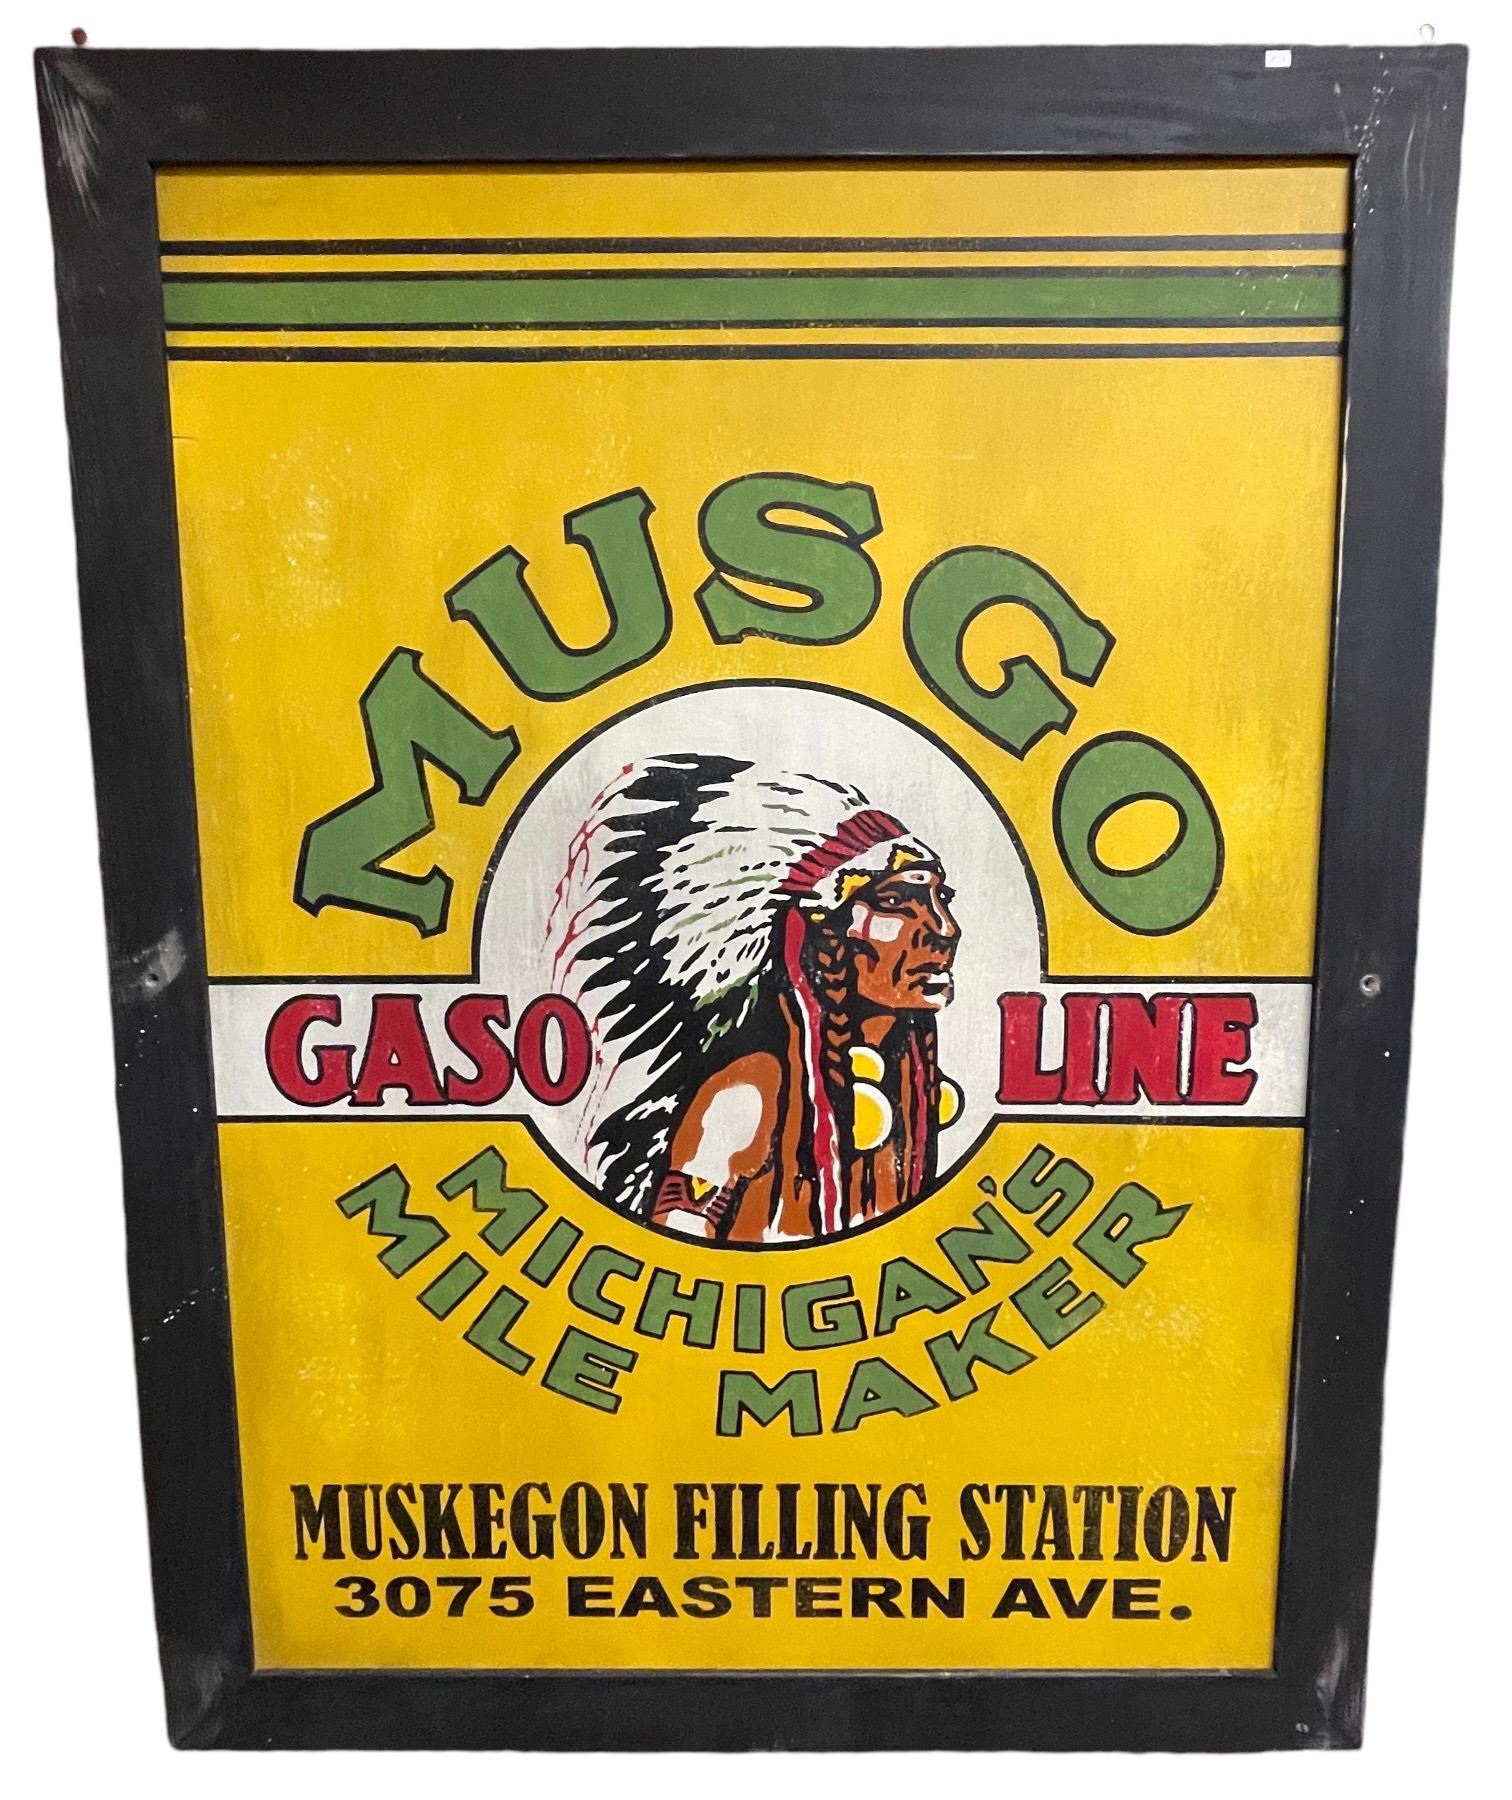 MUSGO
GASO LINE
MICHIGAN'S
MILE MAKER
MUSKEGON FILLING STATION
3075 EASTERN AVE.